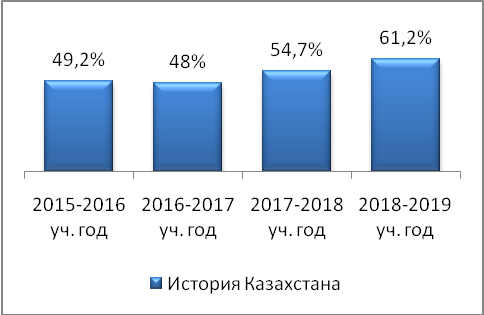 49,2%
48%
54,7%
61,2%
2015-2016
уч. год
2016-2017
уч. год
2017-2018
уч. год
2018-2019
уч. год
История Казахстана